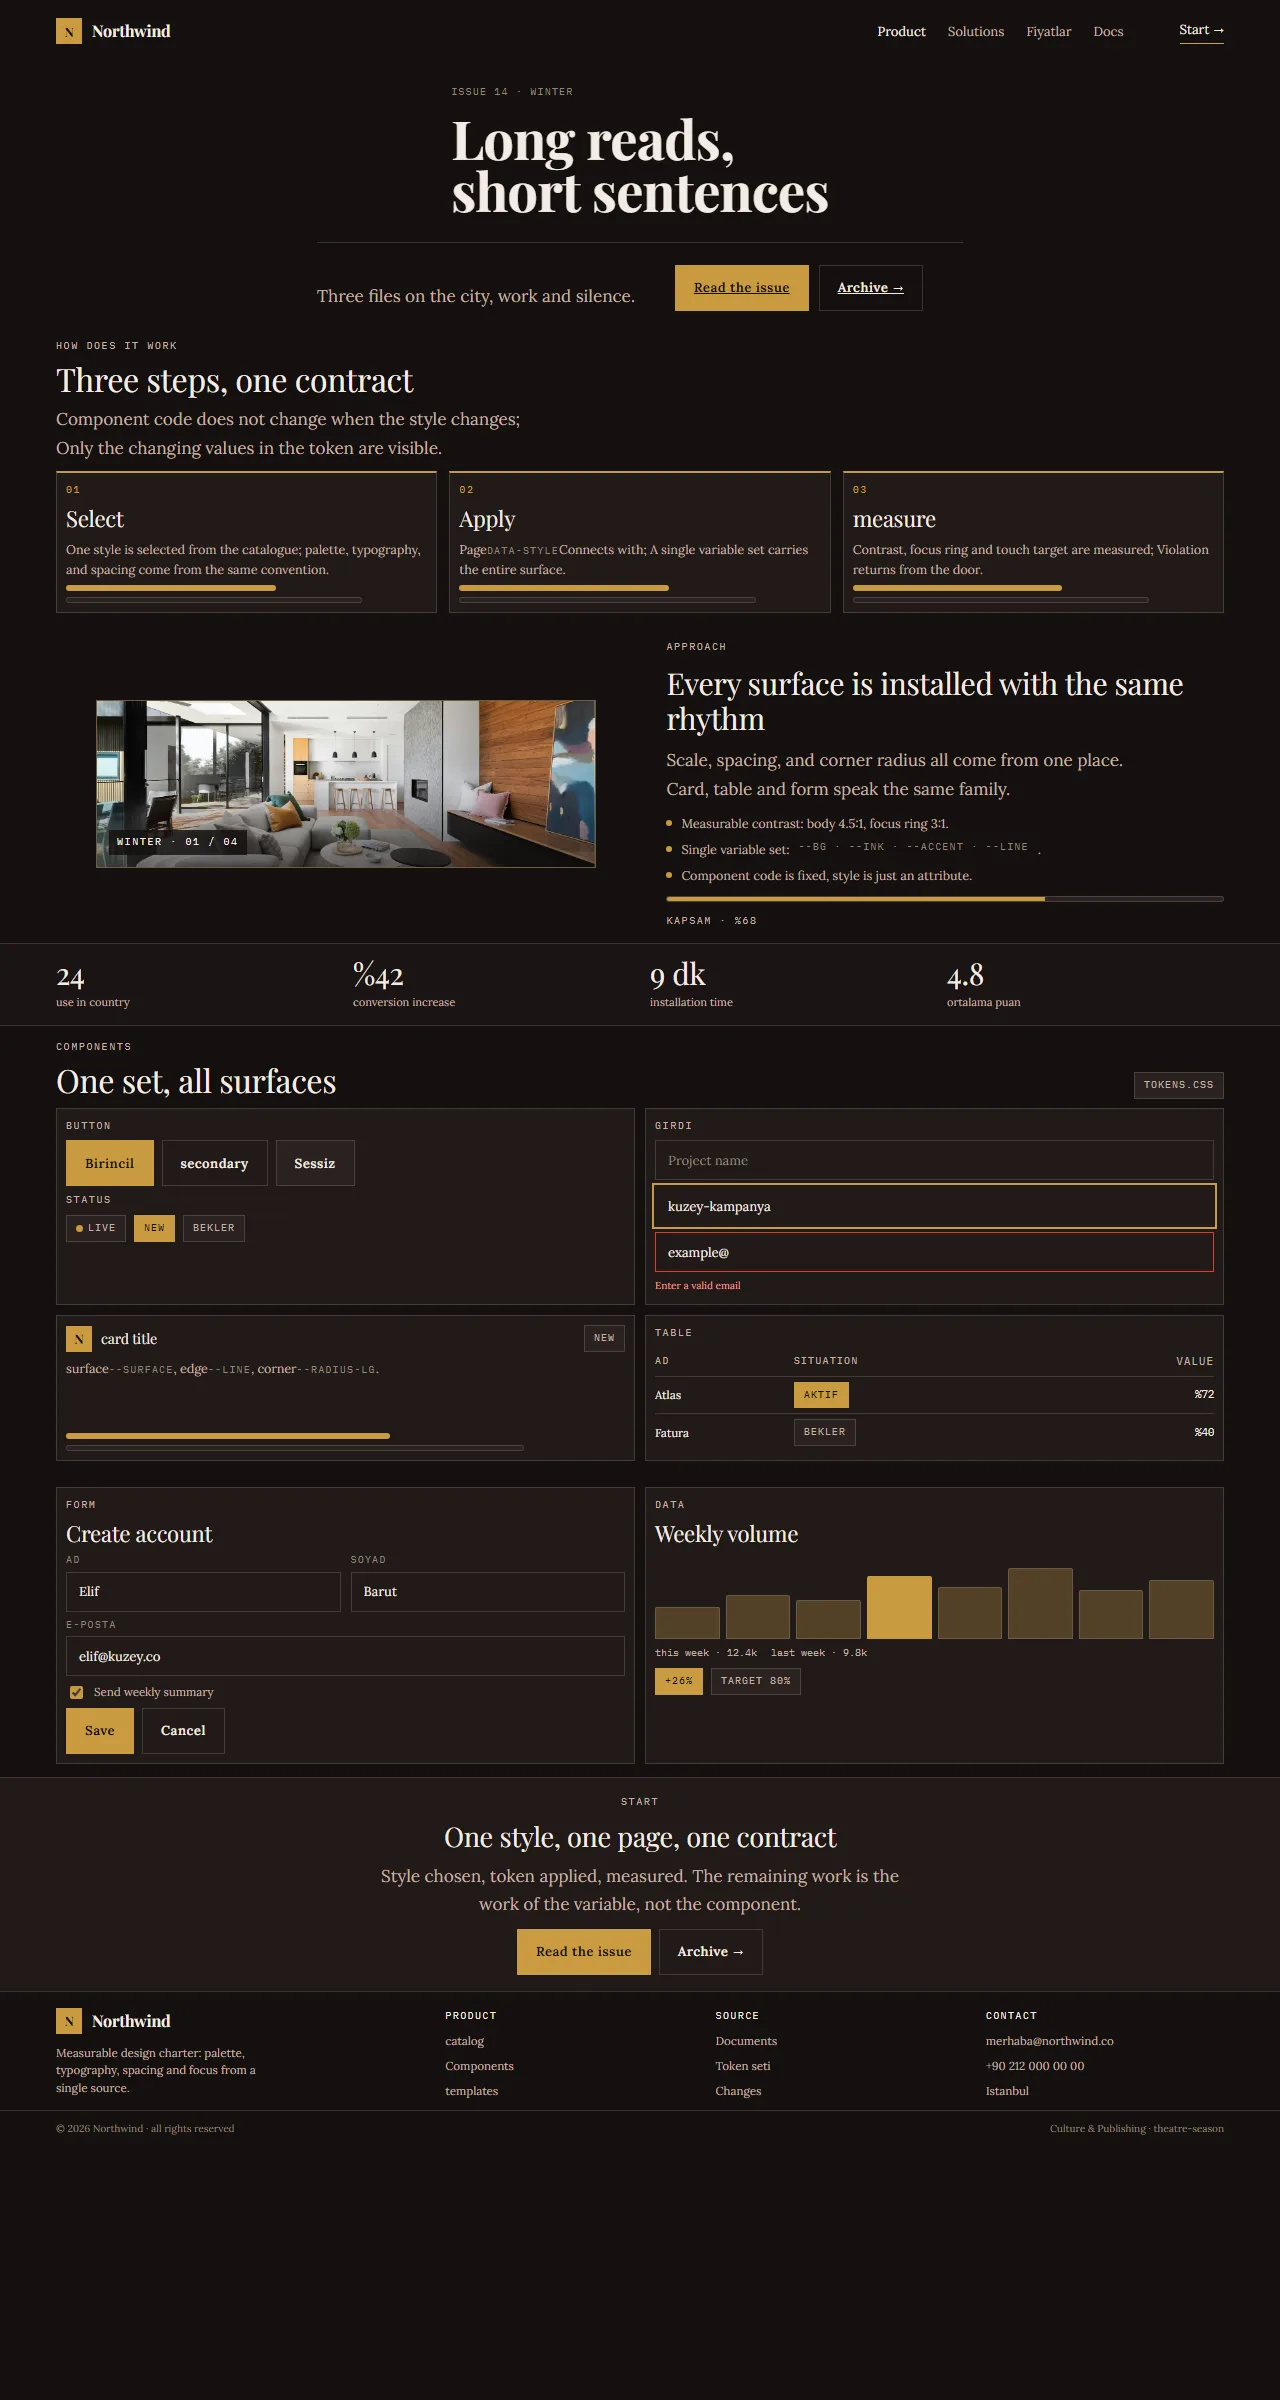 N Northwind
Product Solutions Fiyatlar Docs Start →
ISSUE 14 · WINTER
Long reads,
short sentences
Three files on the city, work and silence.
Read the issue
Archive →
HOW DOES IT WORK
Three steps, one contract
Component code does not change when the style changes;
Only the changing values in the token are visible.
01
Select
One style is selected from the catalogue; palette, typography,
and spacing come from the same convention.
02
Apply
PageDATA-STYLEConnects with; A single variable set carries
the entire surface.
03
measure
Contrast, focus ring and touch target are measured; Violation
returns from the door.
WINTER · 01 / 04
APPROACH
Every surface is installed with the same
rhythm
Scale, spacing, and corner radius all come from one place.
Card, table and form speak the same family.
Measurable contrast: body 4.5:1, focus ring 3:1.
Single variable set: --BG · --INK · --ACCENT · --LINE .
Component code is fixed, style is just an attribute.
KAPSAM · %68
24
use in country
%42
conversion increase
9 dk
installation time
4.8
ortalama puan
COMPONENTS
One set, all surfaces
TOKENS.CSS
BUTTON
Birincil secondary Sessiz
STATUS
LIVE NEW BEKLER
GIRDI
Project name
kuzey-kampanya
example@
Enter a valid email
N card title NEW
surface--SURFACE, edge--LINE, corner--RADIUS-LG.
TABLE
AD SITUATION VALUE
Atlas AKTIF %72
Fatura BEKLER %40
FORM
Create account
AD SOYAD
Elif Barut
E-POSTA
elif@kuzey.co
Send weekly summary
Save Cancel
DATA
Weekly volume
this week · 12.4k last week · 9.8k
+26% TARGET 80%
START
One style, one page, one contract
Style chosen, token applied, measured. The remaining work is the
work of the variable, not the component.
Read the issue Archive →
N Northwind
Measurable design charter: palette,
typography, spacing and focus from a
single source.
PRODUCT
catalog
Components
templates
SOURCE
Documents
Token seti
Changes
CONTACT
merhaba@northwind.co
+90 212 000 00 00
Istanbul
© 2026 Northwind · all rights reserved
Culture & Publishing · theatre-season